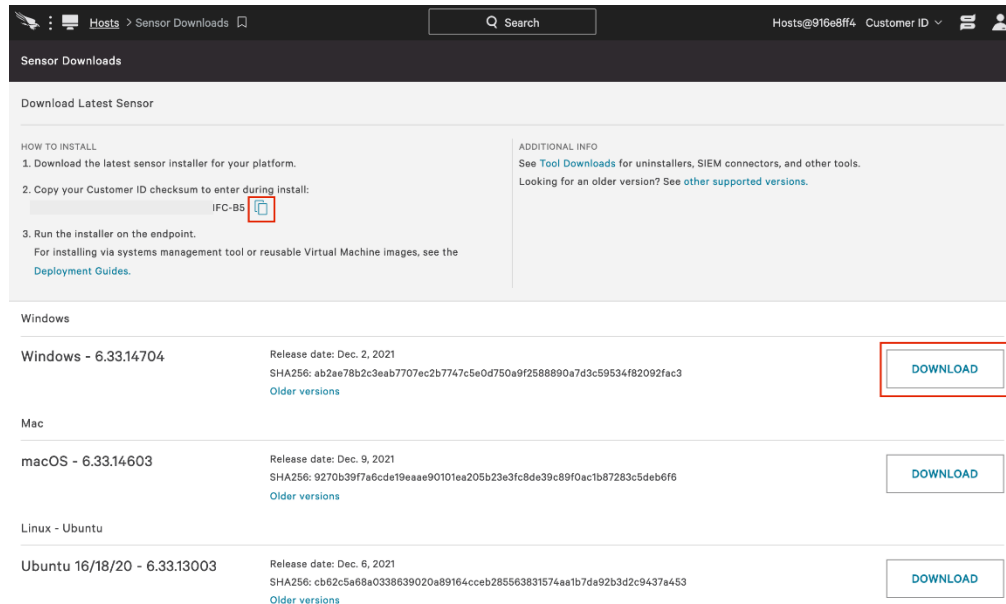 Hosts > Sensor Downloads
Search
Hosts@916e8ff4 Customer ID
Sensor Downloads
Download Latest Sensor
HOW TO INSTALL
1. Download the latest sensor installer for your platform.
2. Copy your Customer ID checksum to enter during install:
IFC-B5
3. Run the installer on the endpoint.
For installing via systems management tool or reusable Virtual Machine images, see the
Deployment Guides.
ADDITIONAL INFO
See Tool Downloads for uninstallers, SIEM connectors, and other tools.
Looking for an older version? See other supported versions.
Windows
Windows - 6.33.14704
Release date: Dec. 2, 2021
SHA256: ab2ae78b2c3eab7707ec2b7747c5e0d750a9f2588890a7d3c59534f82092fac3
Older versions
DOWNLOAD
Mac
macOS - 6.33.14603
Release date: Dec. 9, 2021
SHA256: 9270b39f7a6cde19eaae90101ea205b23e3fc8de39c89f0ac1b87283c5deb6f6
Older versions
DOWNLOAD
Linux - Ubuntu
Ubuntu 16/18/20 - 6.33.13003
Release date: Dec. 6, 2021
SHA256: cb62c5a68a0338639020a89164cceb285563831574aa1b7da92b3d2c9437a453
Older versions
DOWNLOAD